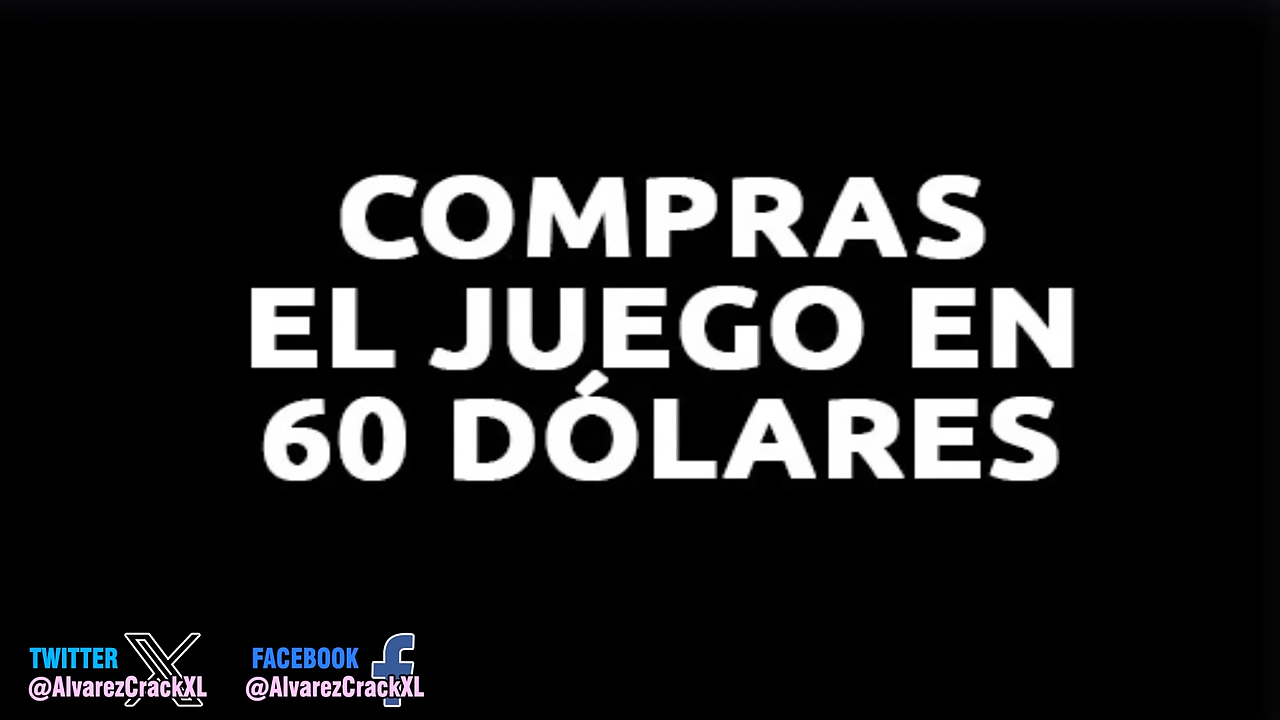 COMPRAS
EL JUEGO EN
60 DÓLARES
TWITTER
@AlvarezCrackXL
FACEBOOK
@AlvarezCrackXL